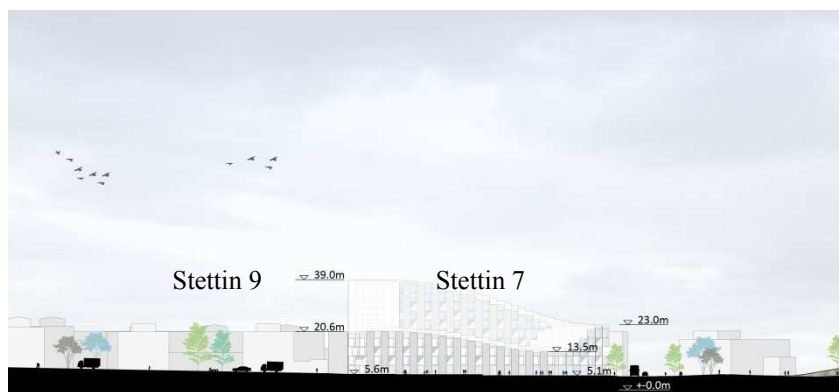 Stettin 9
39.0m
Stettin 7
20.6m
23.0m
13.5m
5.6m
5.1m
+-0.0m